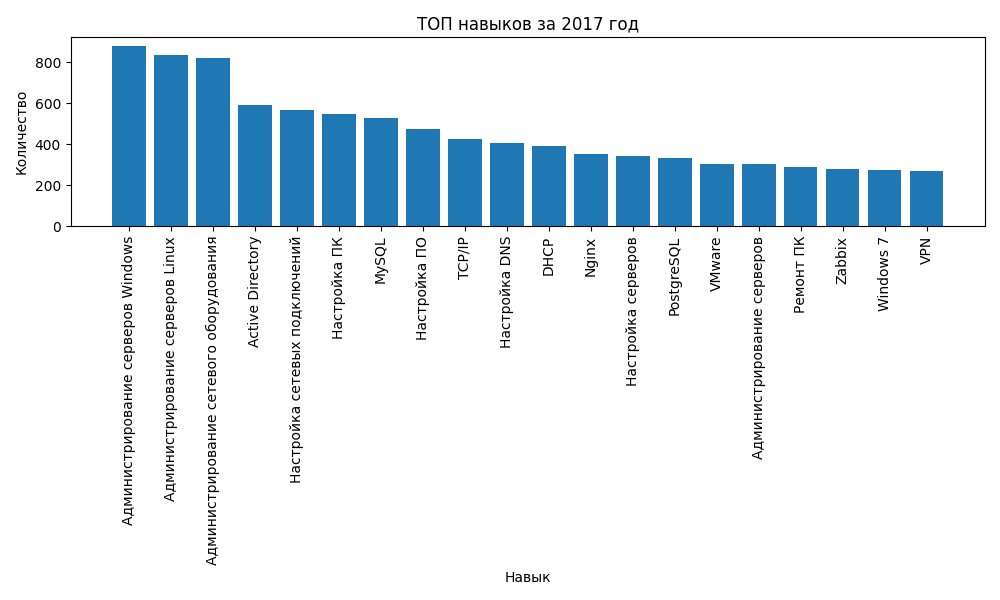 ТОП навыков за 2017 год
Количество
800
600
400
200
0
Администрирование серверов Windows
Администрирование серверов Linux
Администрирование сетевого оборудования
Active Directory
Настройка сетевых подключений
Настройка ПК
MySQL
Настройка ПО
TCP/IP
Настройка DNS
DHCP
Nginx
Настройка серверов
PostgreSQL
VMware
Администрирование серверов
Ремонт ПК
Zabbix
Windows 7
VPN
Навык